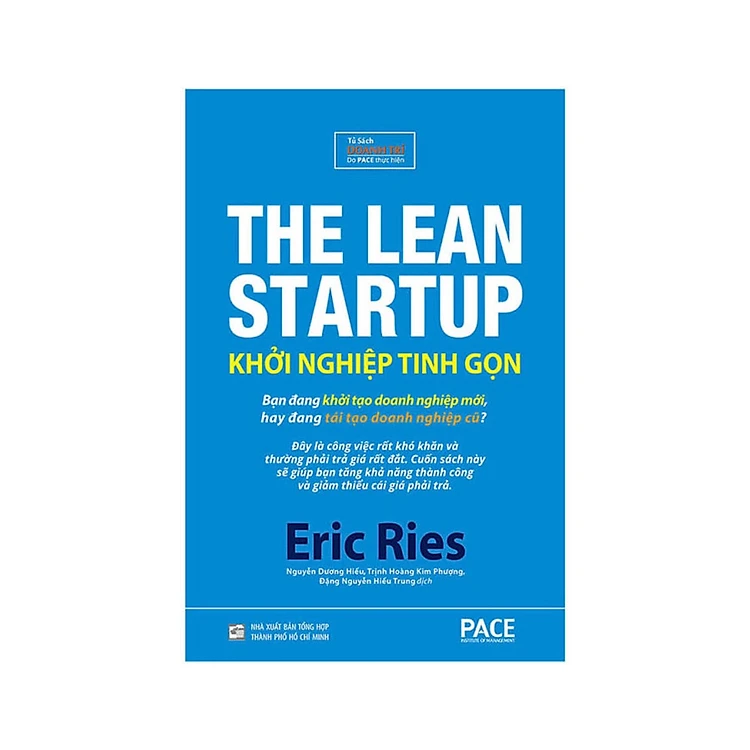 Tủ Sách
DOANH TRÍ
Do PACE thực hiện
THE LEAN
STARTUP
KHỞI NGHIỆP TINH GỌN
Bạn đang khởi tạo doanh nghiệp mới,
hay đang tái tạo doanh nghiệp cũ?
Đây là công việc rất khó khăn và
thường phải trả giá rất đắt. Cuốn sách này
sẽ giúp bạn tăng khả năng thành công
và giảm thiểu cái giá phải trả.
Eric Ries
Nguyễn Dương Hiếu, Trịnh Hoàng Kim Phượng,
Đặng Nguyễn Hiếu Trung dịch
NHÀ XUẤT BẢN TỔNG HỢP
THÀNH PHỐ HỒ CHÍ MINH
PACE
INSTITUTE OF MANAGEMENT